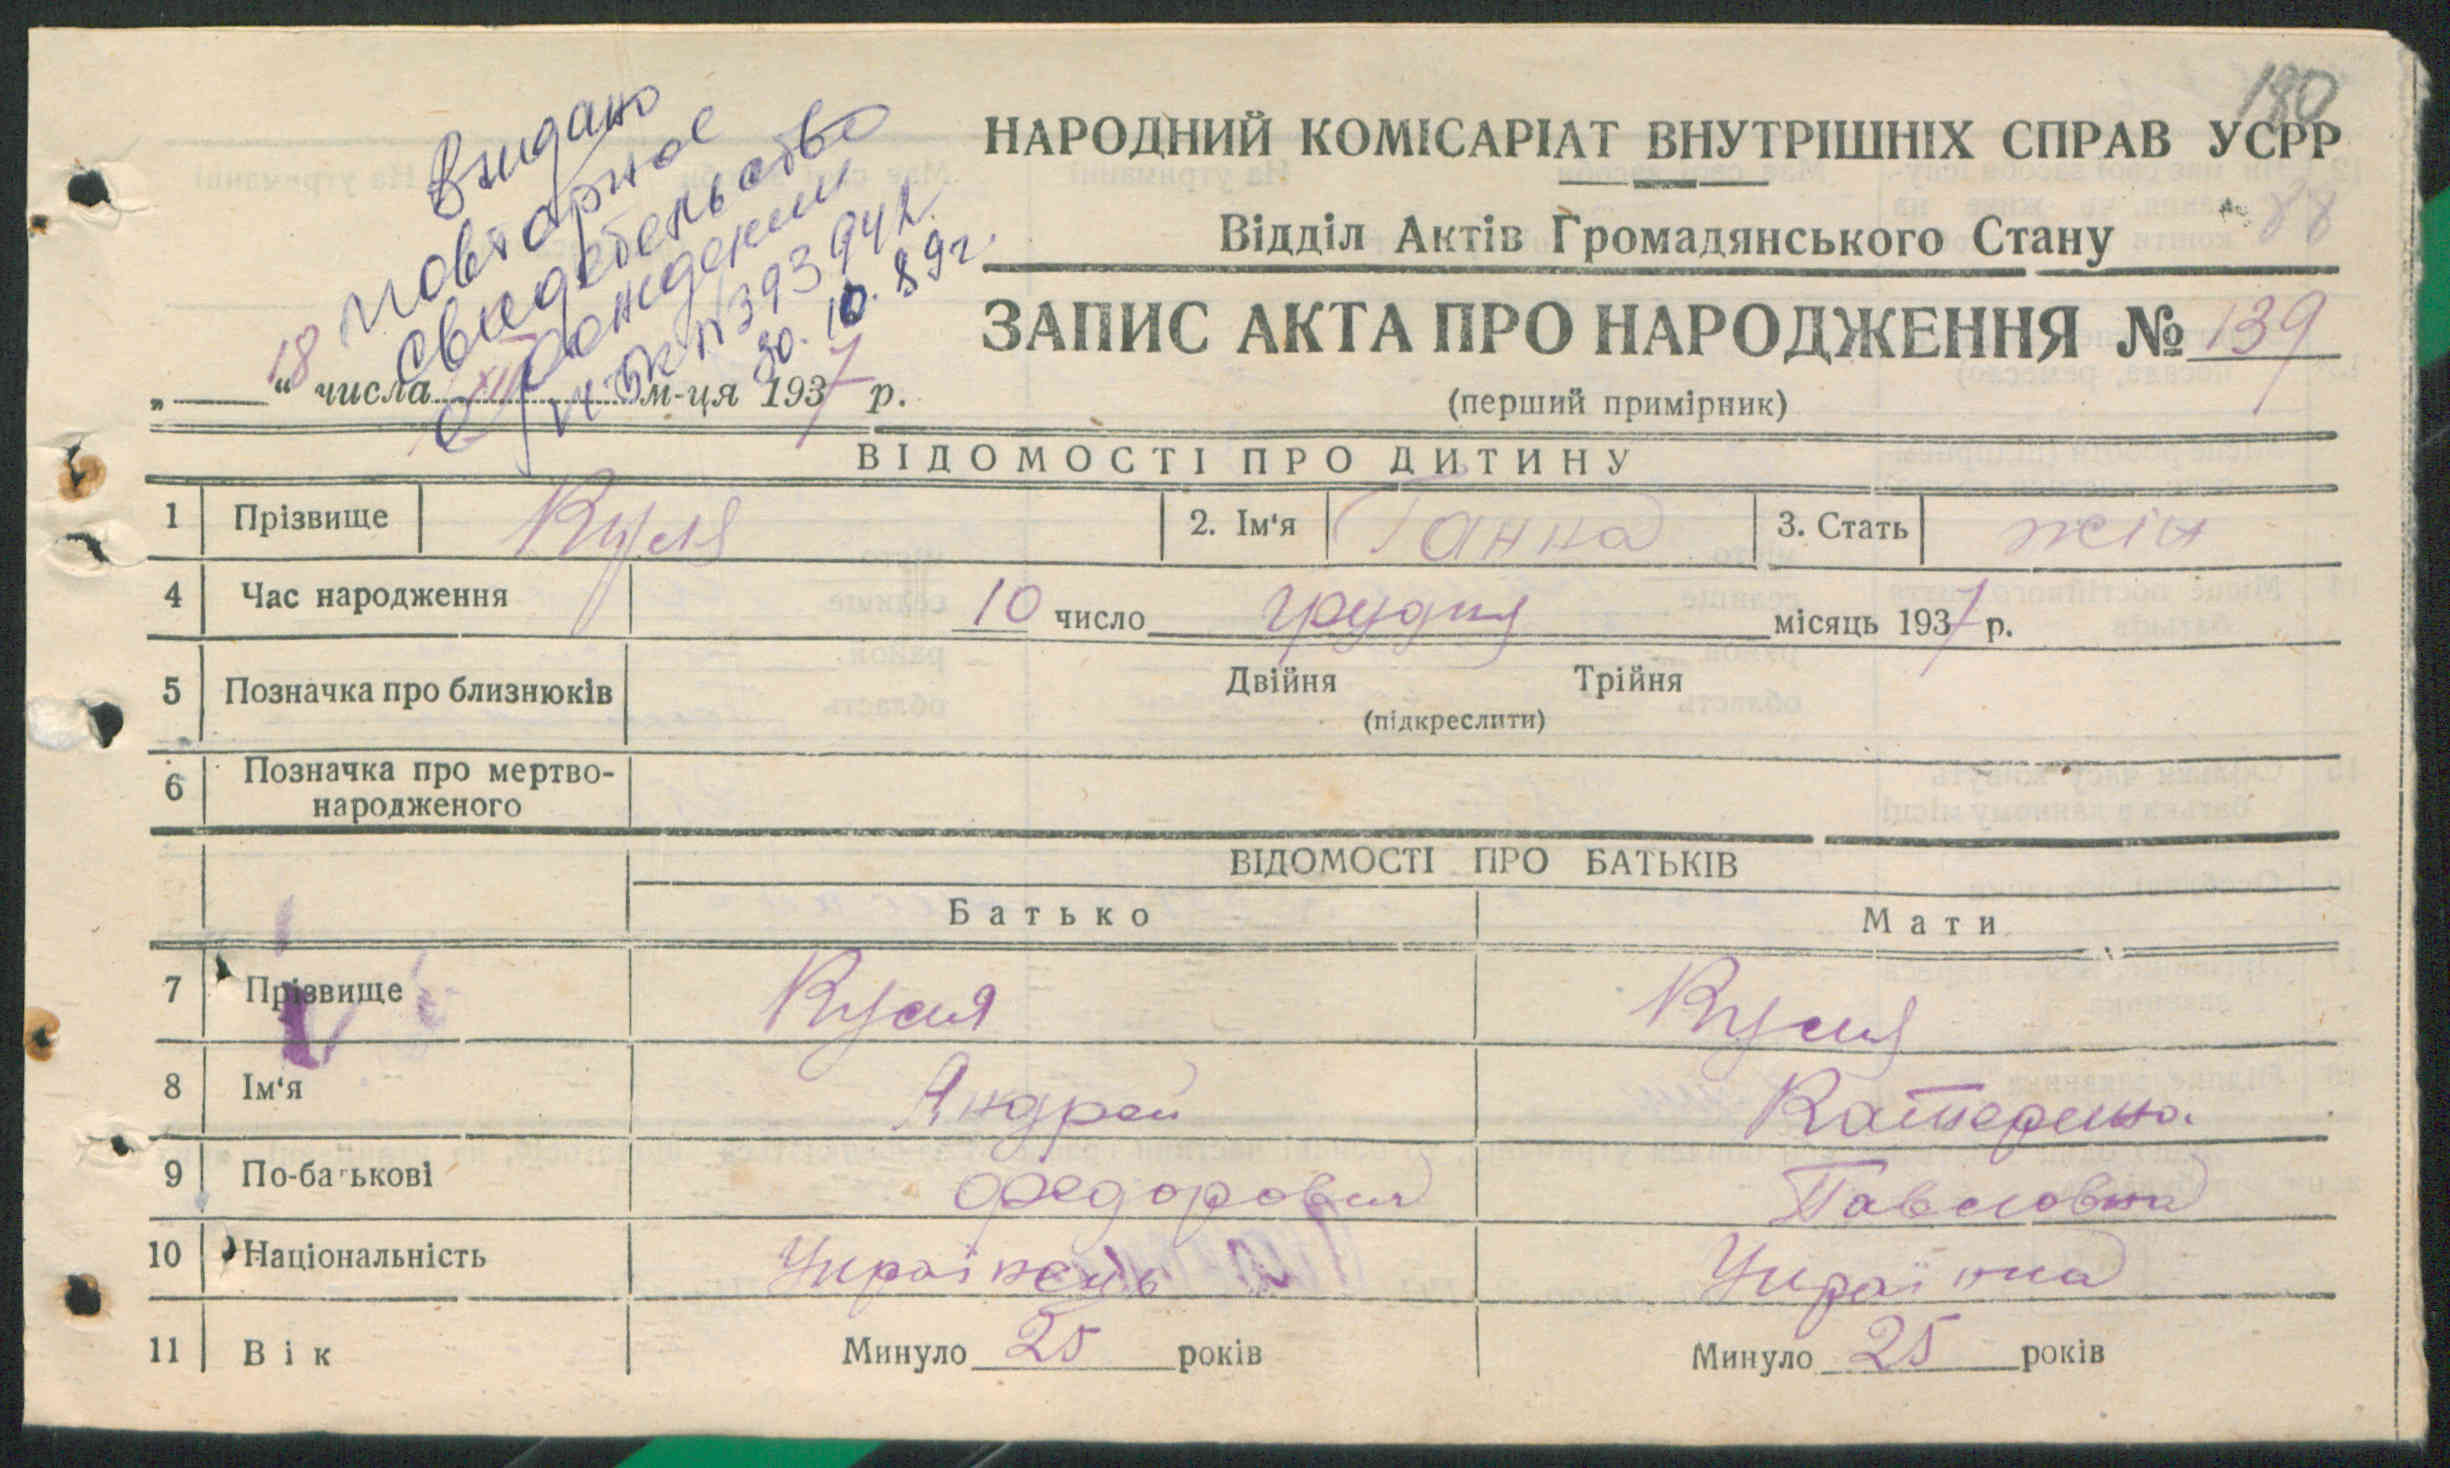 180
Видано
повторное
свидетельство
о рождении
393942
30.10.89г.
НАРОДНИЙ КОМІСАРІАТ ВНУТРІШНІХ СПРАВ УСРР
88
Відділ Актів Громадянського Стану
ЗАПИС АКТА ПРО НАРОДЖЕННЯ № 139
„18“ числа XII м-ця 1937 р.
(перший примірник)
ВІДОМОСТІ ПРО ДИТИНУ
1 Прізвище Куля 2. Ім'я Ганна 3. Стать жін
4 Час народження 10 число грудня місяць 1937 р.
5 Позначка про близнюків Двійня Трійня
(підкреслити)
6 Позначка про мертво-
народженого
ВІДОМОСТІ ПРО БАТЬКІВ
Батько Мати
7 Прізвище Куля Куля
8 Ім'я Андрей Катерина
9 По-батькові Федорович Павловна
10 Національність Українець Українка
11 Вік Минуло 25 років Минуло 25 років